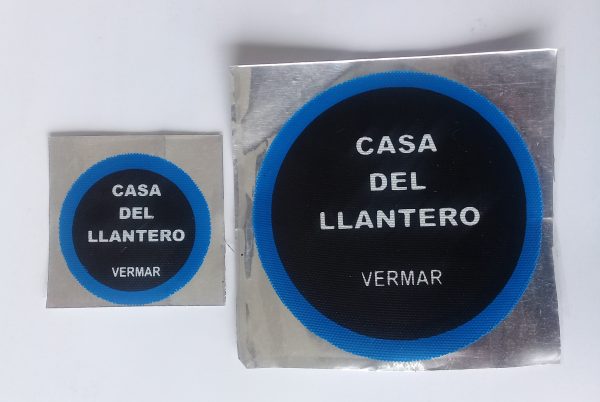 CASA
DEL
LLANTERO
VERMAR
CASA
DEL
LLANTERO
VERMAR